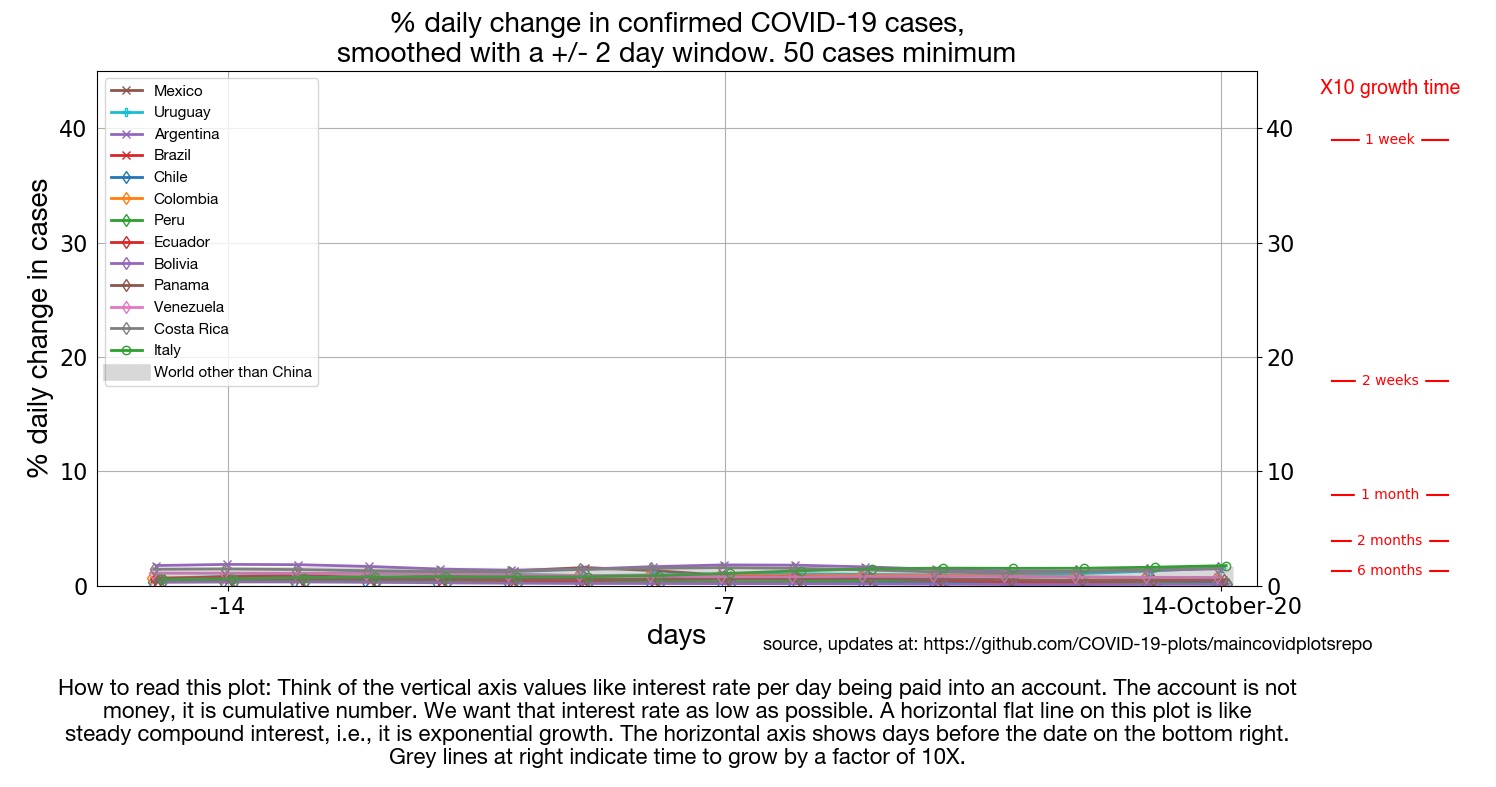 % daily change in confirmed COVID-19 cases,
smoothed with a +/- 2 day window. 50 cases minimum
X10 growth time
Mexico
Uruguay
Argentina
Brazil
Chile
Colombia
Peru
Ecuador
Bolivia
Panama
Venezuela
Costa Rica
Italy
World other than China
% daily change in cases
40
30
20
10
0
40
30
20
10
0
1 week
2 weeks
1 month
2 months
6 months
-14
-7
14-October-20
days
source, updates at: https://github.com/COVID-19-plots/maincovidplotsrepo
How to read this plot: Think of the vertical axis values like interest rate per day being paid into an account. The account is not
money, it is cumulative number. We want that interest rate as low as possible. A horizontal flat line on this plot is like
steady compound interest, i.e., it is exponential growth. The horizontal axis shows days before the date on the bottom right.
Grey lines at right indicate time to grow by a factor of 10X.